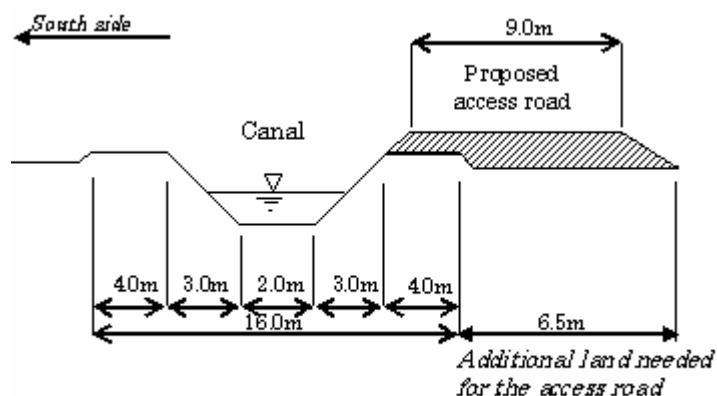 South side
9.0m
Proposed
access road
Canal
4.0m
3.0m
2.0m
3.0m
4.0m
16.0m
6.5m
Additional land needed
for the access road